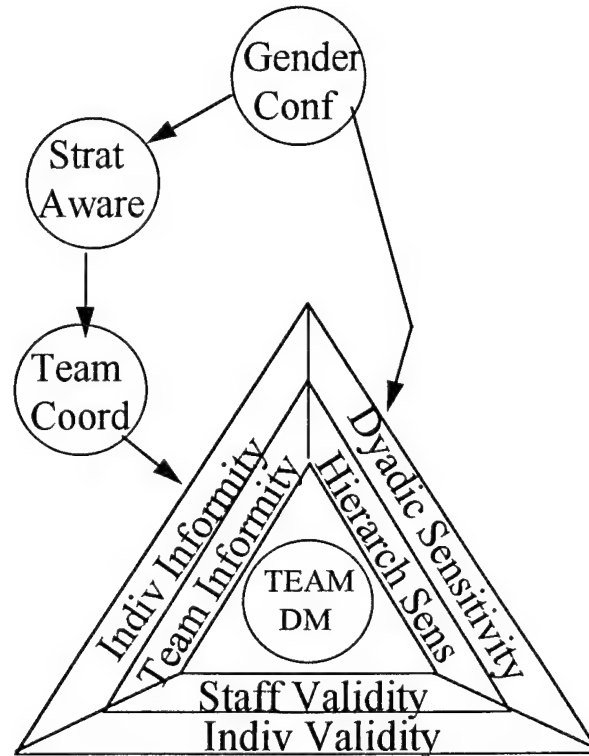 Gender
Conf
Strat
Aware
Team
Coord
Indiv Informity
Team Informity
Hierarch Sens
Dyadic Sensitivity
TEAM
DM
Staff Validity
Indiv Validity